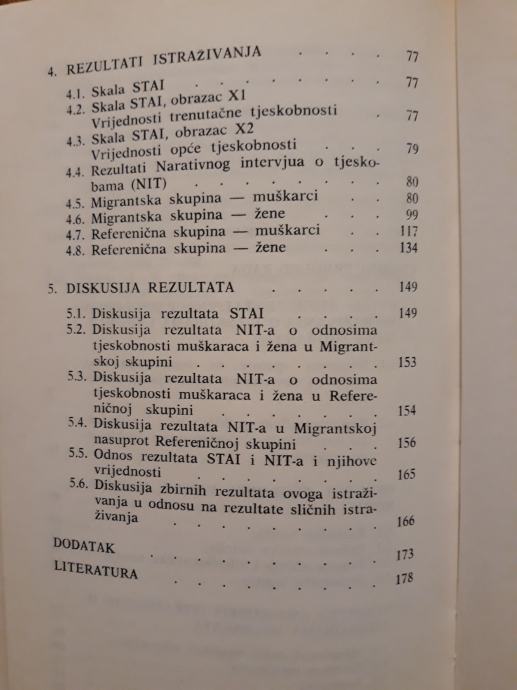 4. REZULTATI ISTRAŽIVANJA . . . . 77
4.1. Skala STAI . . . . . . . 77
4.2. Skala STAI, obrazac X1
Vrijednosti trenutačne tjeskobnosti . 77
4.3. Skala STAI, obrazac X2
Vrijednosti opće tjeskobnosti . . . 79
4.4. Rezultati Narativnog intervjua o tjesko-
bama (NIT) . . . . . . . 80
4.5. Migrantska skupina — muškarci . . 80
4.6. Migrantska skupina — žene . . . 99
4.7. Referenična skupina — muškarci . . 117
4.8. Referenična skupina — žene . . . 134
5. DISKUSIJA REZULTATA . . . . . 149
5.1. Diskusija rezultata STAI . . . . 149
5.2. Diskusija rezultata NIT-a o odnosima
tjeskobnosti muškaraca i žena u Migrant-
skoj skupini . . . . . . . 153
5.3. Diskusija rezultata NIT-a o odnosima
tjeskobnosti muškaraca i žena u Refere-
ničnoj skupini . . . . . . 154
5.4. Diskusija rezultata NIT-a u Migrantskoj
nasuprot Refereničnoj skupini . . . 156
5.5. Odnos rezultata STAI i NIT-a i njihove
vrijednosti . . . . . . . 165
5.6. Diskusija zbirnih rezultata ovoga istraži-
vanja u odnosu na rezultate sličnih istra-
živanja . . . . . . . 166
DODATAK . . . . . . . . 173
LITERATURA . . . . . . . 178